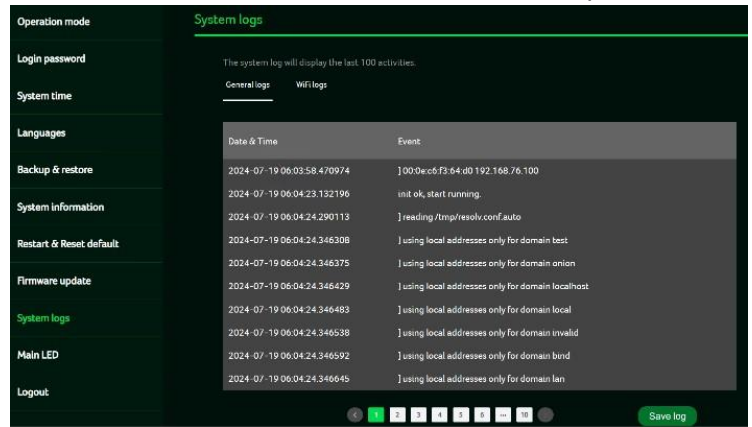 Operation mode
Login password
System time
Languages
Backup & restore
System information
Restart & Reset default
Firmware update
System logs
Main LED
Logout
System logs
The system log will display the last 100 activities.
General logs WiFi logs
Date & Time Event
2024-07-19 06:03:58.470974 ] 00:0e:c6:f3:64:d0 192.168.76.100
2024-07-19 06:04:23.132196 init ok, start running.
2024-07-19 06:04:24.290113 ] reading /tmp/resolv.conf.auto
2024-07-19 06:04:24.346308 ] using local addresses only for domain test
2024-07-19 06:04:24.346375 ] using local addresses only for domain onion
2024-07-19 06:04:24.346429 ] using local addresses only for domain localhost
2024-07-19 06:04:24.346483 ] using local addresses only for domain local
2024-07-19 06:04:24.346538 ] using local addresses only for domain invalid
2024-07-19 06:04:24.346592 ] using local addresses only for domain bind
2024-07-19 06:04:24.346645 ] using local addresses only for domain lan
< 1 2 3 4 5 6 ... 10
Save log